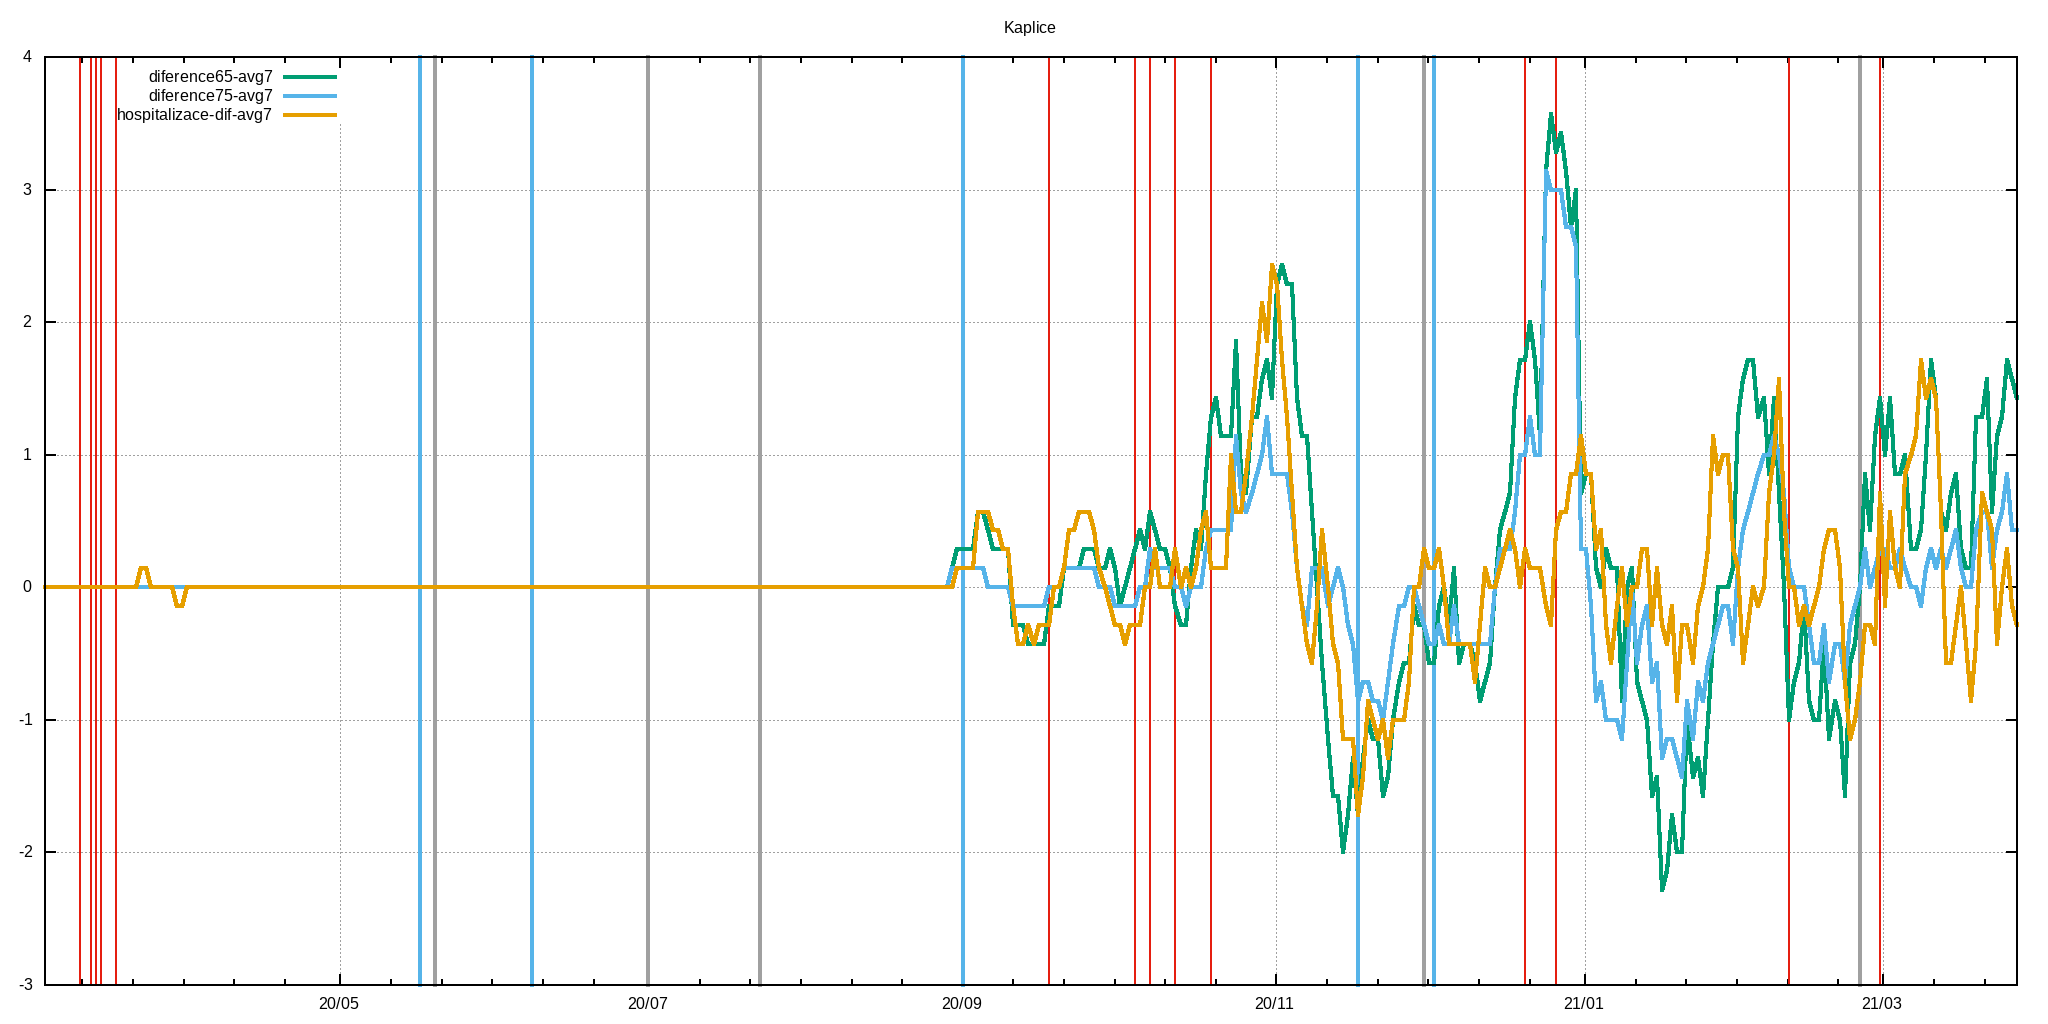 Kaplice
4
diference65-avg7
diference75-avg7
hospitalizace-dif-avg7
3
2
1
0
-1
-2
-3
20/05 20/07 20/09 20/11 21/01 21/03